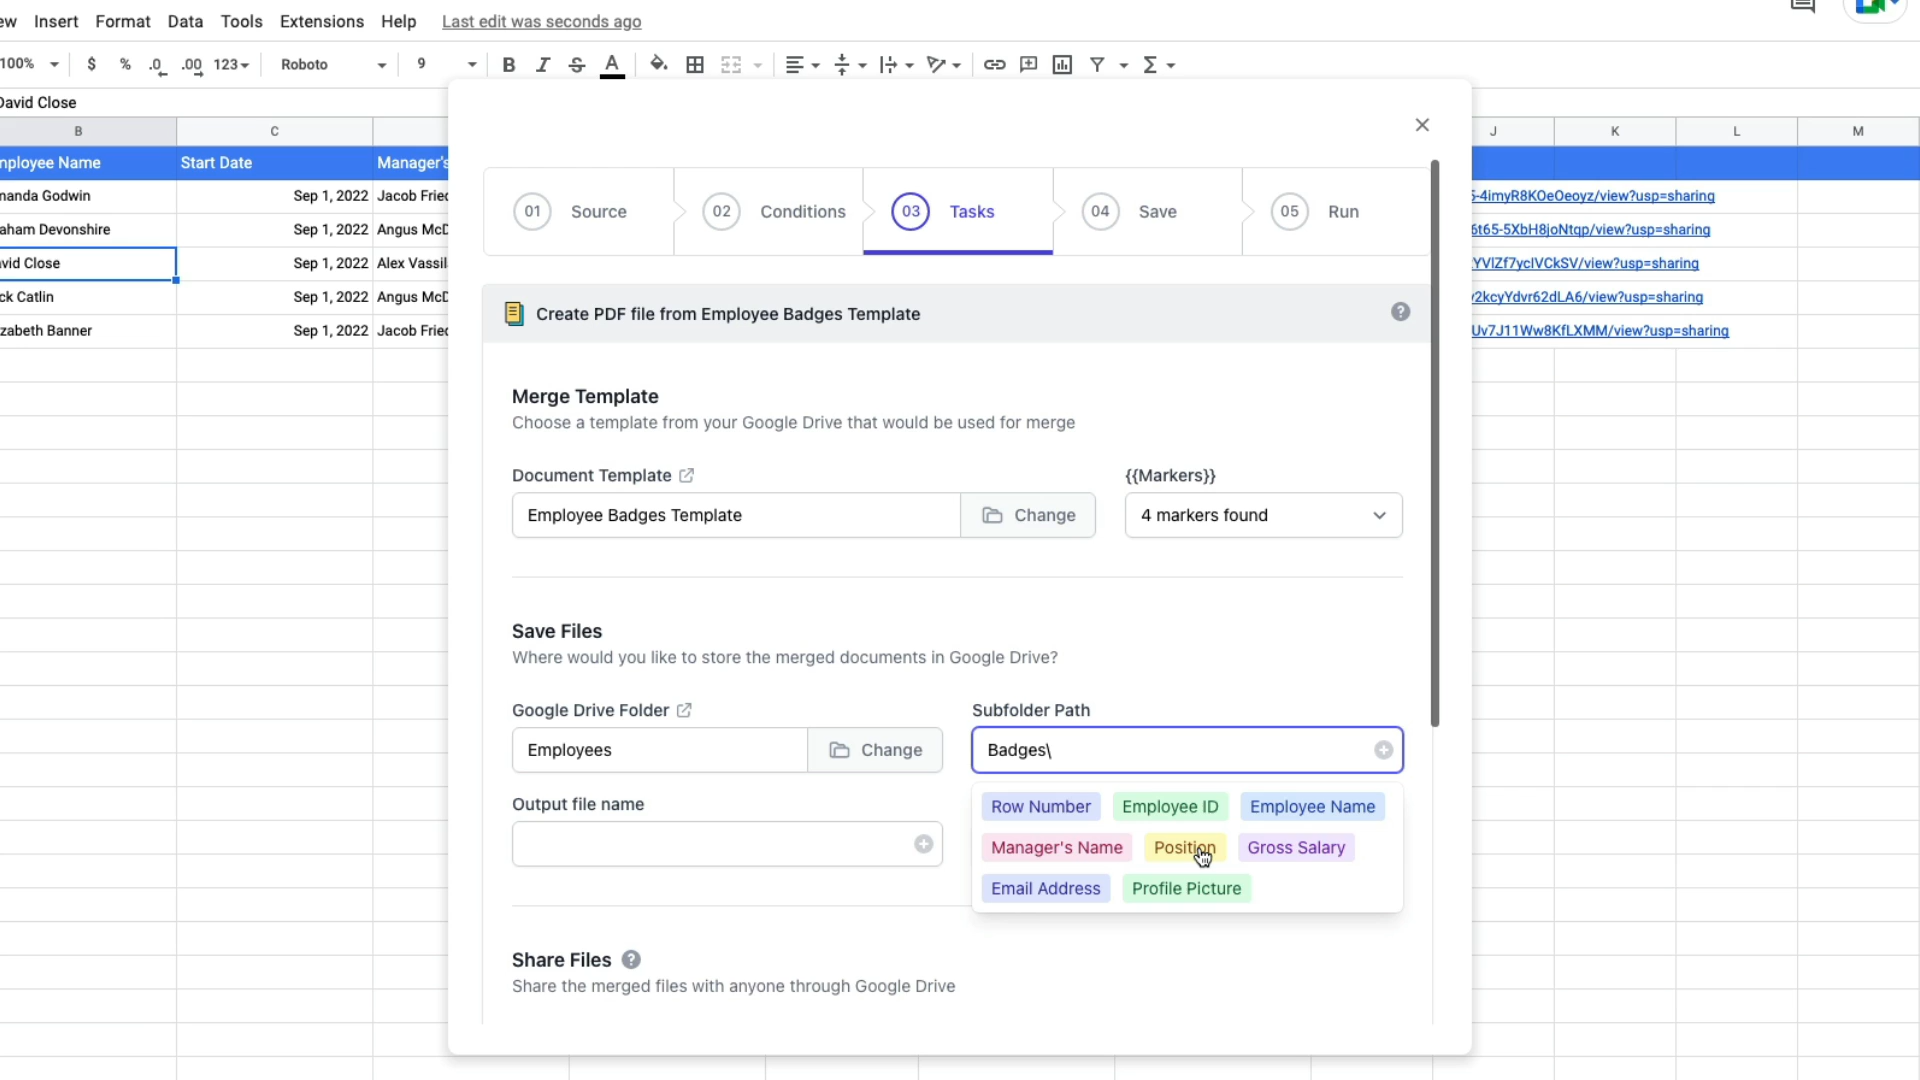 ew Insert Format Data Tools Extensions Help Last edit was seconds ago
100% $ % .0 .00 123 Roboto 9 B I S A
David Close
B C J K L M
mployee Name Start Date Manager's
manda Godwin Sep 1, 2022 Jacob Fried 5-4imyR8KOeOeoyz/view?usp=sharing
aham Devonshire Sep 1, 2022 Angus McD 6t65-5XbH8joNtqp/view?usp=sharing
avid Close Sep 1, 2022 Alex Vassil YVlZf7yclVCkSV/view?usp=sharing
ck Catlin Sep 1, 2022 Angus McD y2kcyYdvr62dLA6/view?usp=sharing
zabeth Banner Sep 1, 2022 Jacob Fried Uv7J11Ww8KfLXMM/view?usp=sharing
01 Source 02 Conditions 03 Tasks 04 Save 05 Run
Create PDF file from Employee Badges Template ?
Merge Template
Choose a template from your Google Drive that would be used for merge
Document Template {{Markers}}
Employee Badges Template Change 4 markers found
Save Files
Where would you like to store the merged documents in Google Drive?
Google Drive Folder Subfolder Path
Employees Change Badges\
Output file name
Row Number Employee ID Employee Name
Manager's Name Position Gross Salary
Email Address Profile Picture
Share Files ?
Share the merged files with anyone through Google Drive